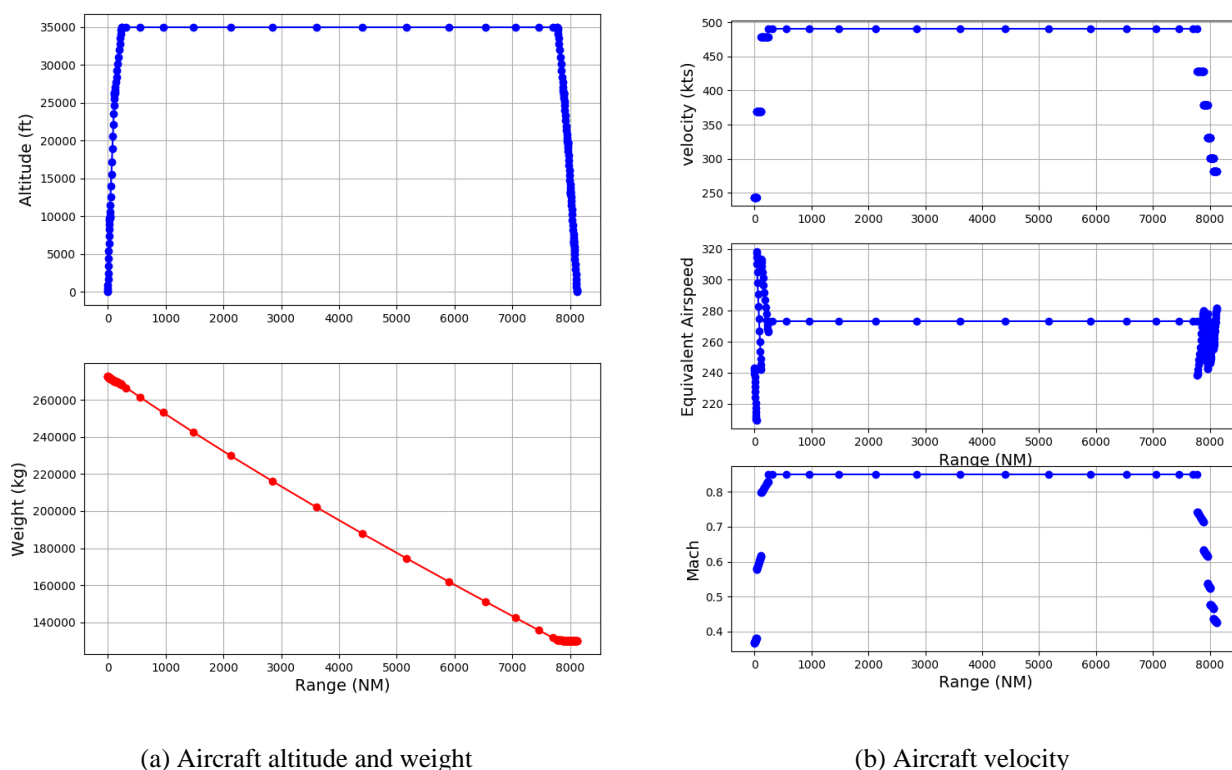 35000
30000
25000
20000
15000
10000
5000
0
Altitude (ft)
0 1000 2000 3000 4000 5000 6000 7000 8000
260000
240000
220000
200000
180000
160000
140000
Weight (kg)
0 1000 2000 3000 4000 5000 6000 7000 8000
Range (NM)
(a) Aircraft altitude and weight
500
450
400
350
300
250
velocity (kts)
0 1000 2000 3000 4000 5000 6000 7000 8000
320
300
280
260
240
220
Equivalent Airspeed
0 1000 2000 3000 4000 5000 6000 7000 8000
Range (NM)
0.8
0.7
0.6
0.5
0.4
Mach
0 1000 2000 3000 4000 5000 6000 7000 8000
Range (NM)
(b) Aircraft velocity